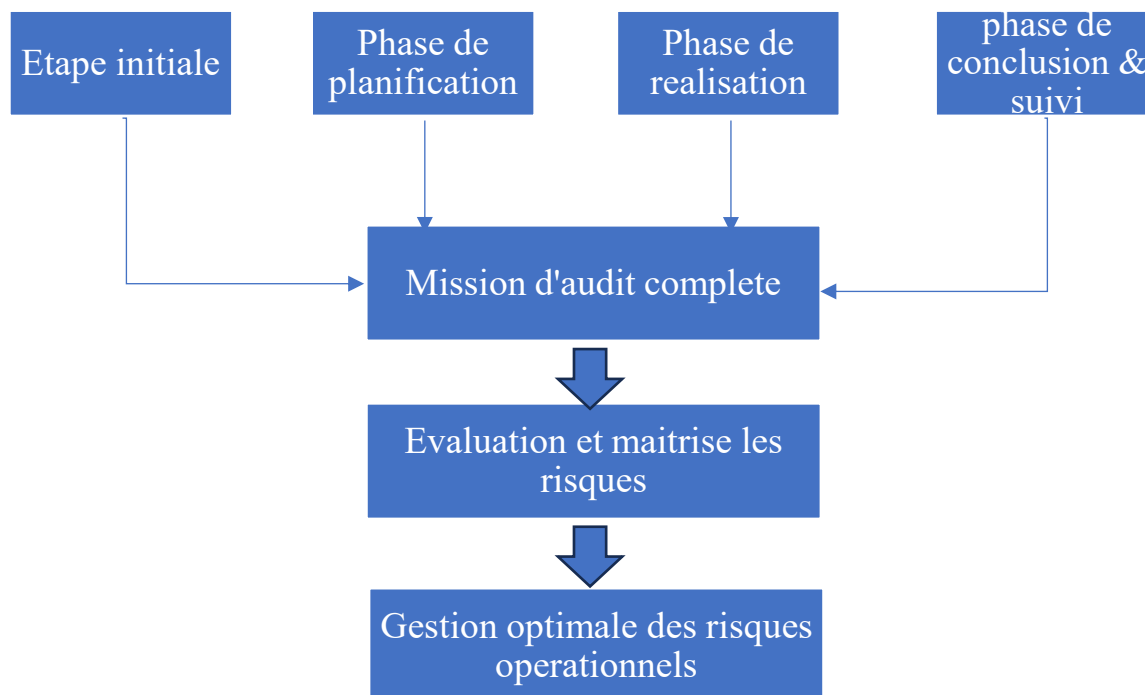 Etape initiale
Phase de
planification
Phase de
realisation
phase de
conclusion &
suivi
Mission d'audit complete
Evaluation et maitrise les
risques
Gestion optimale des risques
operationnels